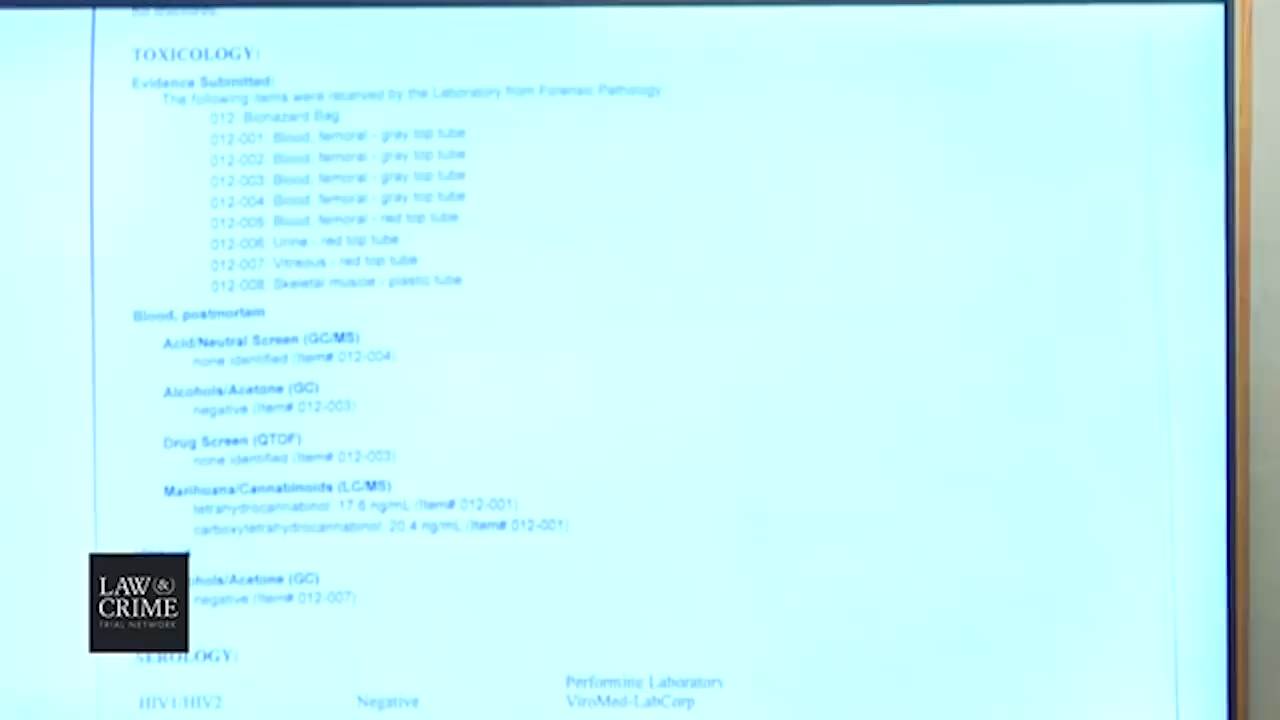 for fractures.
TOXICOLOGY:
Evidence Submitted:
The following items were received by the Laboratory from Forensic Pathology
012: Biohazard Bag
012-001: Blood, femoral - gray top tube
012-002: Blood, femoral - gray top tube
012-003: Blood, femoral - gray top tube
012-004: Blood, femoral - gray top tube
012-005: Blood, femoral - red top tube
012-006: Urine - red top tube
012-007: Vitreous - red top tube
012-008: Skeletal muscle - plastic tube
Blood, postmortem
Acid/Neutral Screen (GC/MS)
none identified (Item# 012-004)
Alcohols/Acetone (GC)
negative (Item# 012-003)
Drug Screen (QTOF)
none identified (Item# 012-003)
Marihuana/Cannabinoids (LC/MS)
tetrahydrocannabinol: 17.6 ng/mL (Item# 012-001)
carboxytetrahydrocannabinol: 20.4 ng/mL (Item# 012-001)
hols/Acetone (GC)
negative (Item# 012-007)
LAW &
CRIME
TRIAL NETWORK
SEROLOGY:
Performing Laboratory
HIV1/HIV2 Negative ViroMed-LabCorp